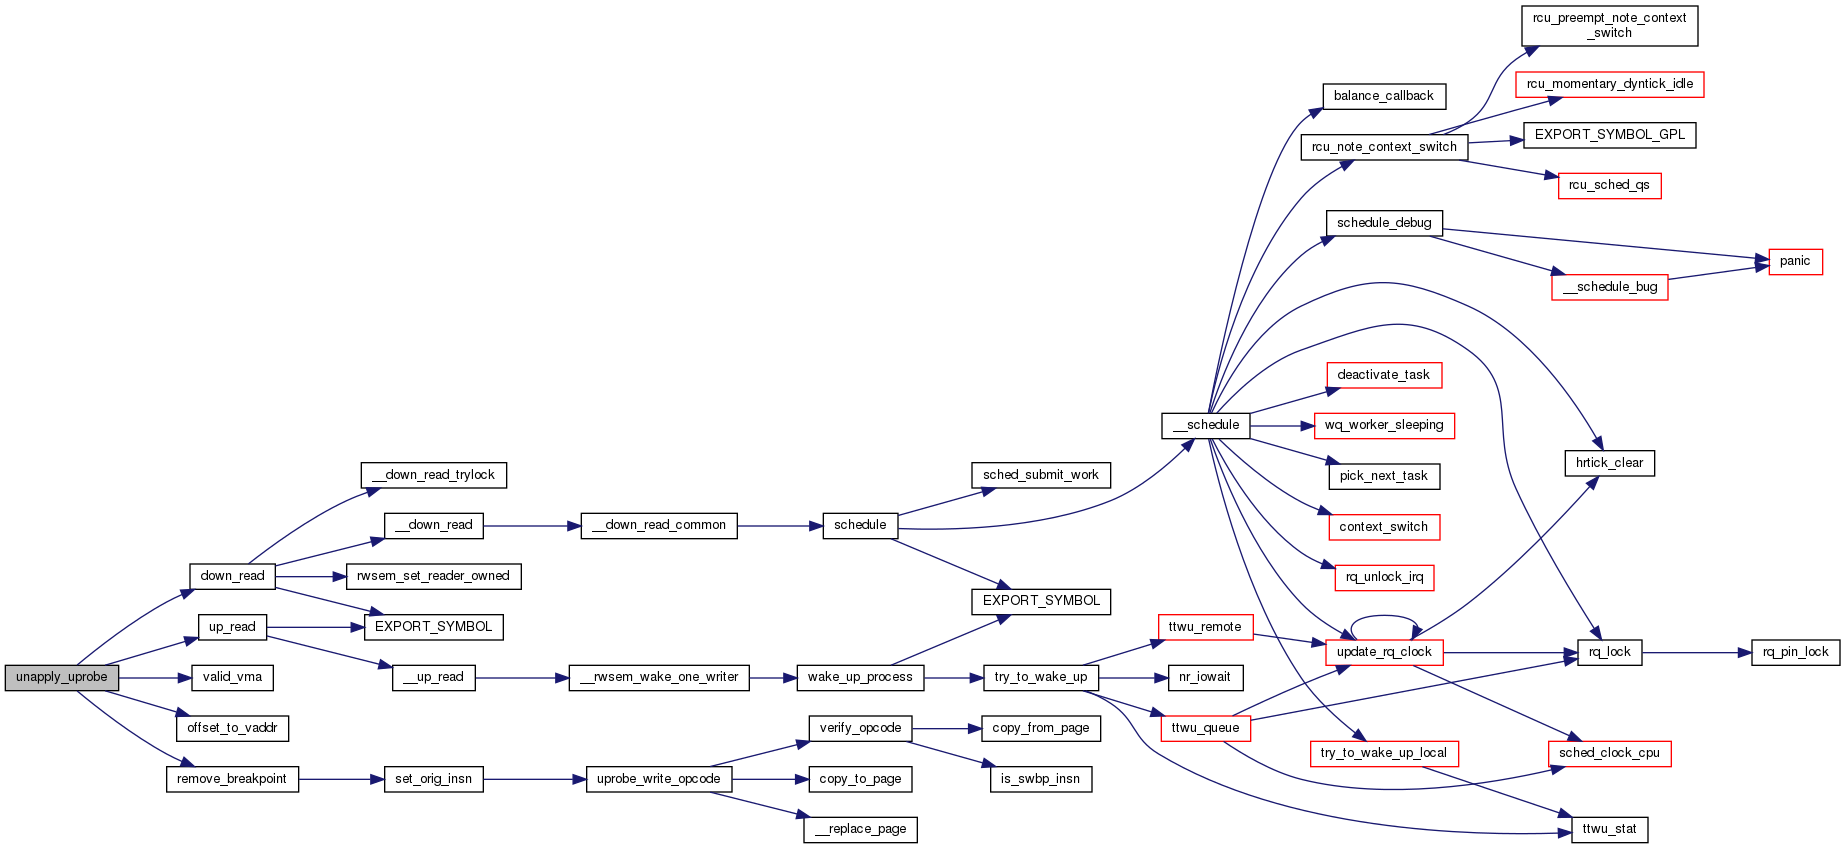 rcu_preempt_note_context
_switch
rcu_momentary_dyntick_idle
balance_callback
EXPORT_SYMBOL_GPL
rcu_note_context_switch
rcu_sched_qs
schedule_debug
panic
__schedule_bug
deactivate_task
__schedule
wq_worker_sleeping
hrtick_clear
__down_read_trylock
sched_submit_work
pick_next_task
__down_read
__down_read_common
schedule
context_switch
down_read
rwsem_set_reader_owned
rq_unlock_irq
EXPORT_SYMBOL
up_read
EXPORT_SYMBOL
ttwu_remote
update_rq_clock
rq_lock
rq_pin_lock
unapply_uprobe
valid_vma
__up_read
__rwsem_wake_one_writer
wake_up_process
try_to_wake_up
nr_iowait
offset_to_vaddr
verify_opcode
copy_from_page
ttwu_queue
try_to_wake_up_local
sched_clock_cpu
remove_breakpoint
set_orig_insn
uprobe_write_opcode
copy_to_page
is_swbp_insn
__replace_page
ttwu_stat